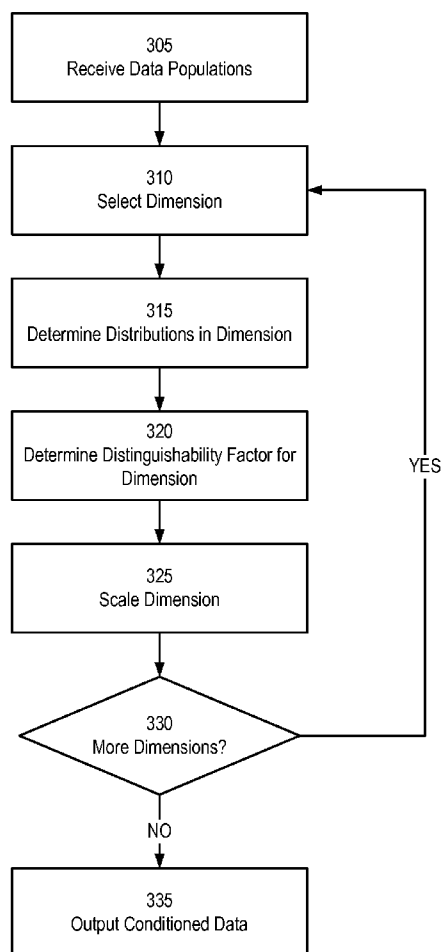 305
Receive Data Populations
310
Select Dimension
315
Determine Distributions in Dimension
320
Determine Distinguishability Factor for
Dimension
YES
325
Scale Dimension
330
More Dimensions?
NO
335
Output Conditioned Data